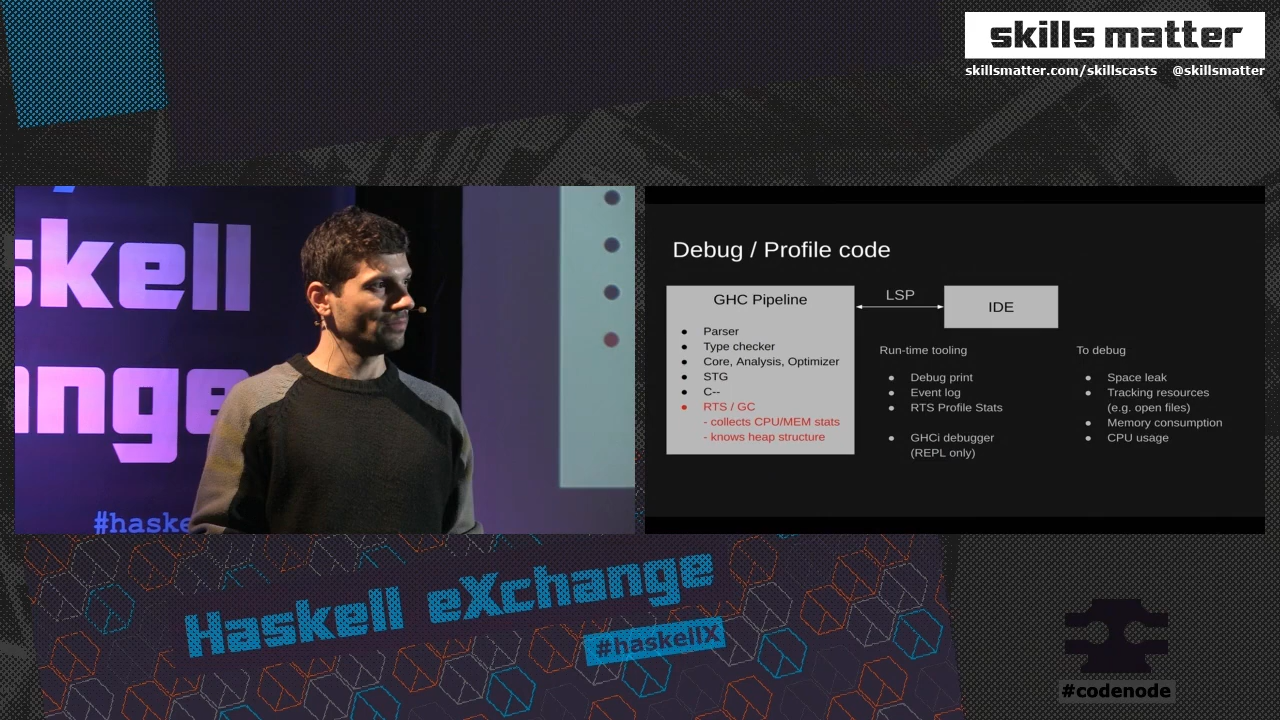 skills matter
skillsmatter.com/skillscasts @skillsmatter
skell
ange
#haske
Debug / Profile code
GHC Pipeline
LSP
IDE
● Parser
● Type checker
● Core, Analysis, Optimizer
● STG
● C--
● RTS / GC
- collects CPU/MEM stats
- knows heap structure
Run-time tooling
● Debug print
● Event log
● RTS Profile Stats
● GHCi debugger
(REPL only)
To debug
● Space leak
● Tracking resources
(e.g. open files)
● Memory consumption
● CPU usage
Haskell eXchange
#haskellX
#codenode